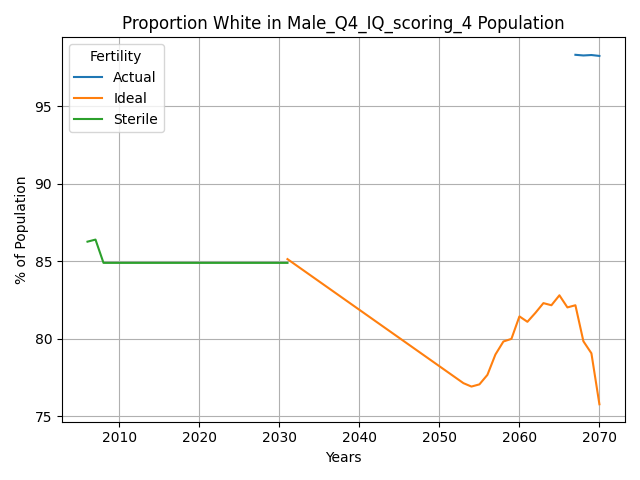 Proportion White in Male_Q4_IQ_scoring_4 Population
Fertility
Actual
Ideal
Sterile
% of Population
95
90
85
80
75
2010 2020 2030 2040 2050 2060 2070
Years